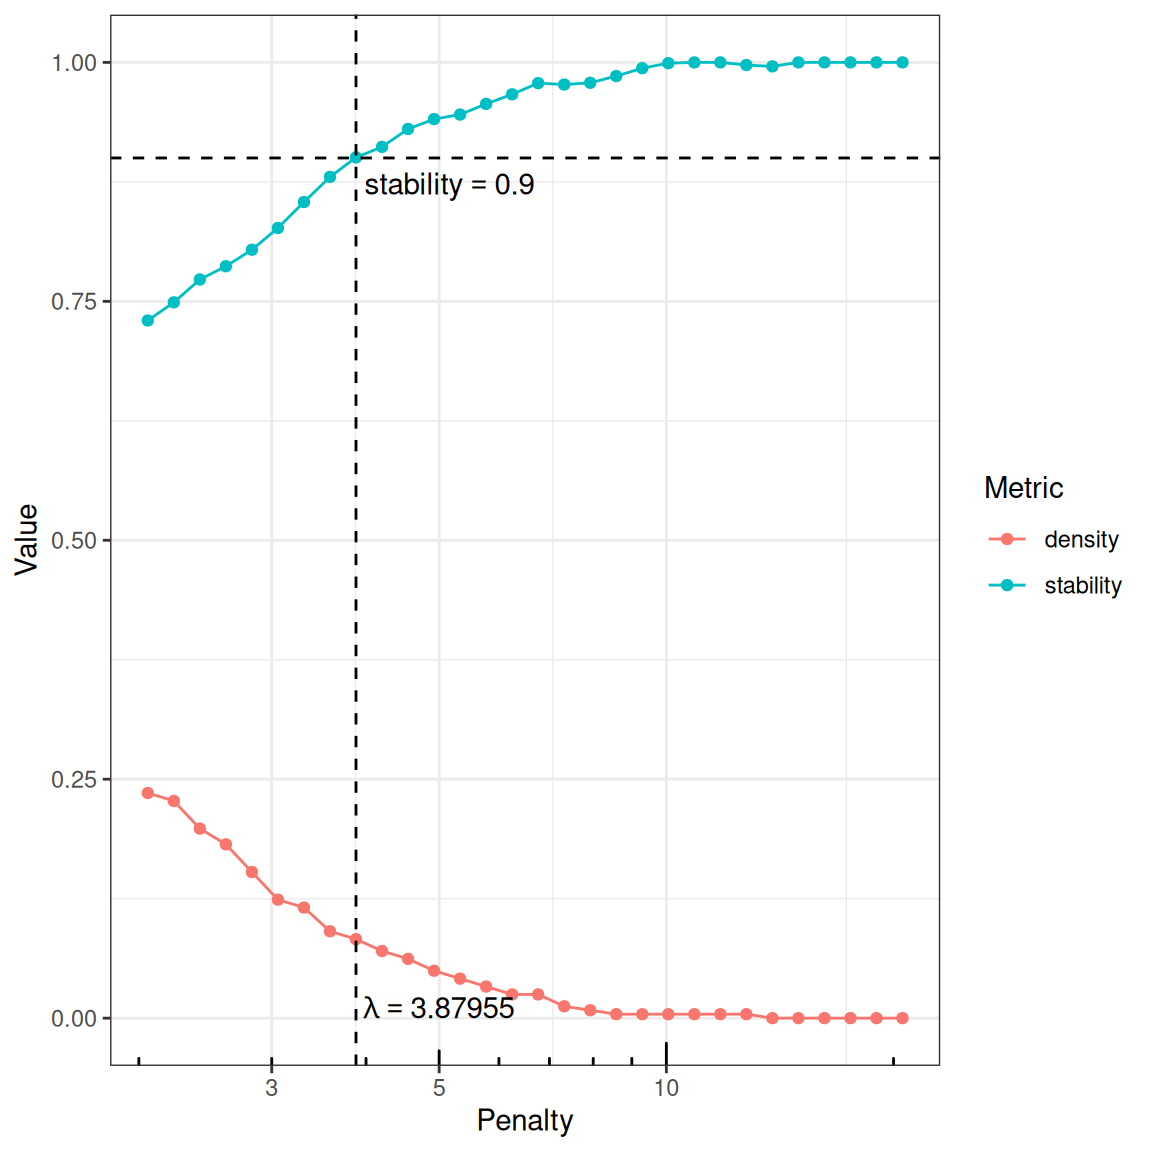 1.00
0.75
0.50
0.25
0.00
Value
stability = 0.9
λ = 3.87955
3 5 10
Penalty
Metric
density
stability